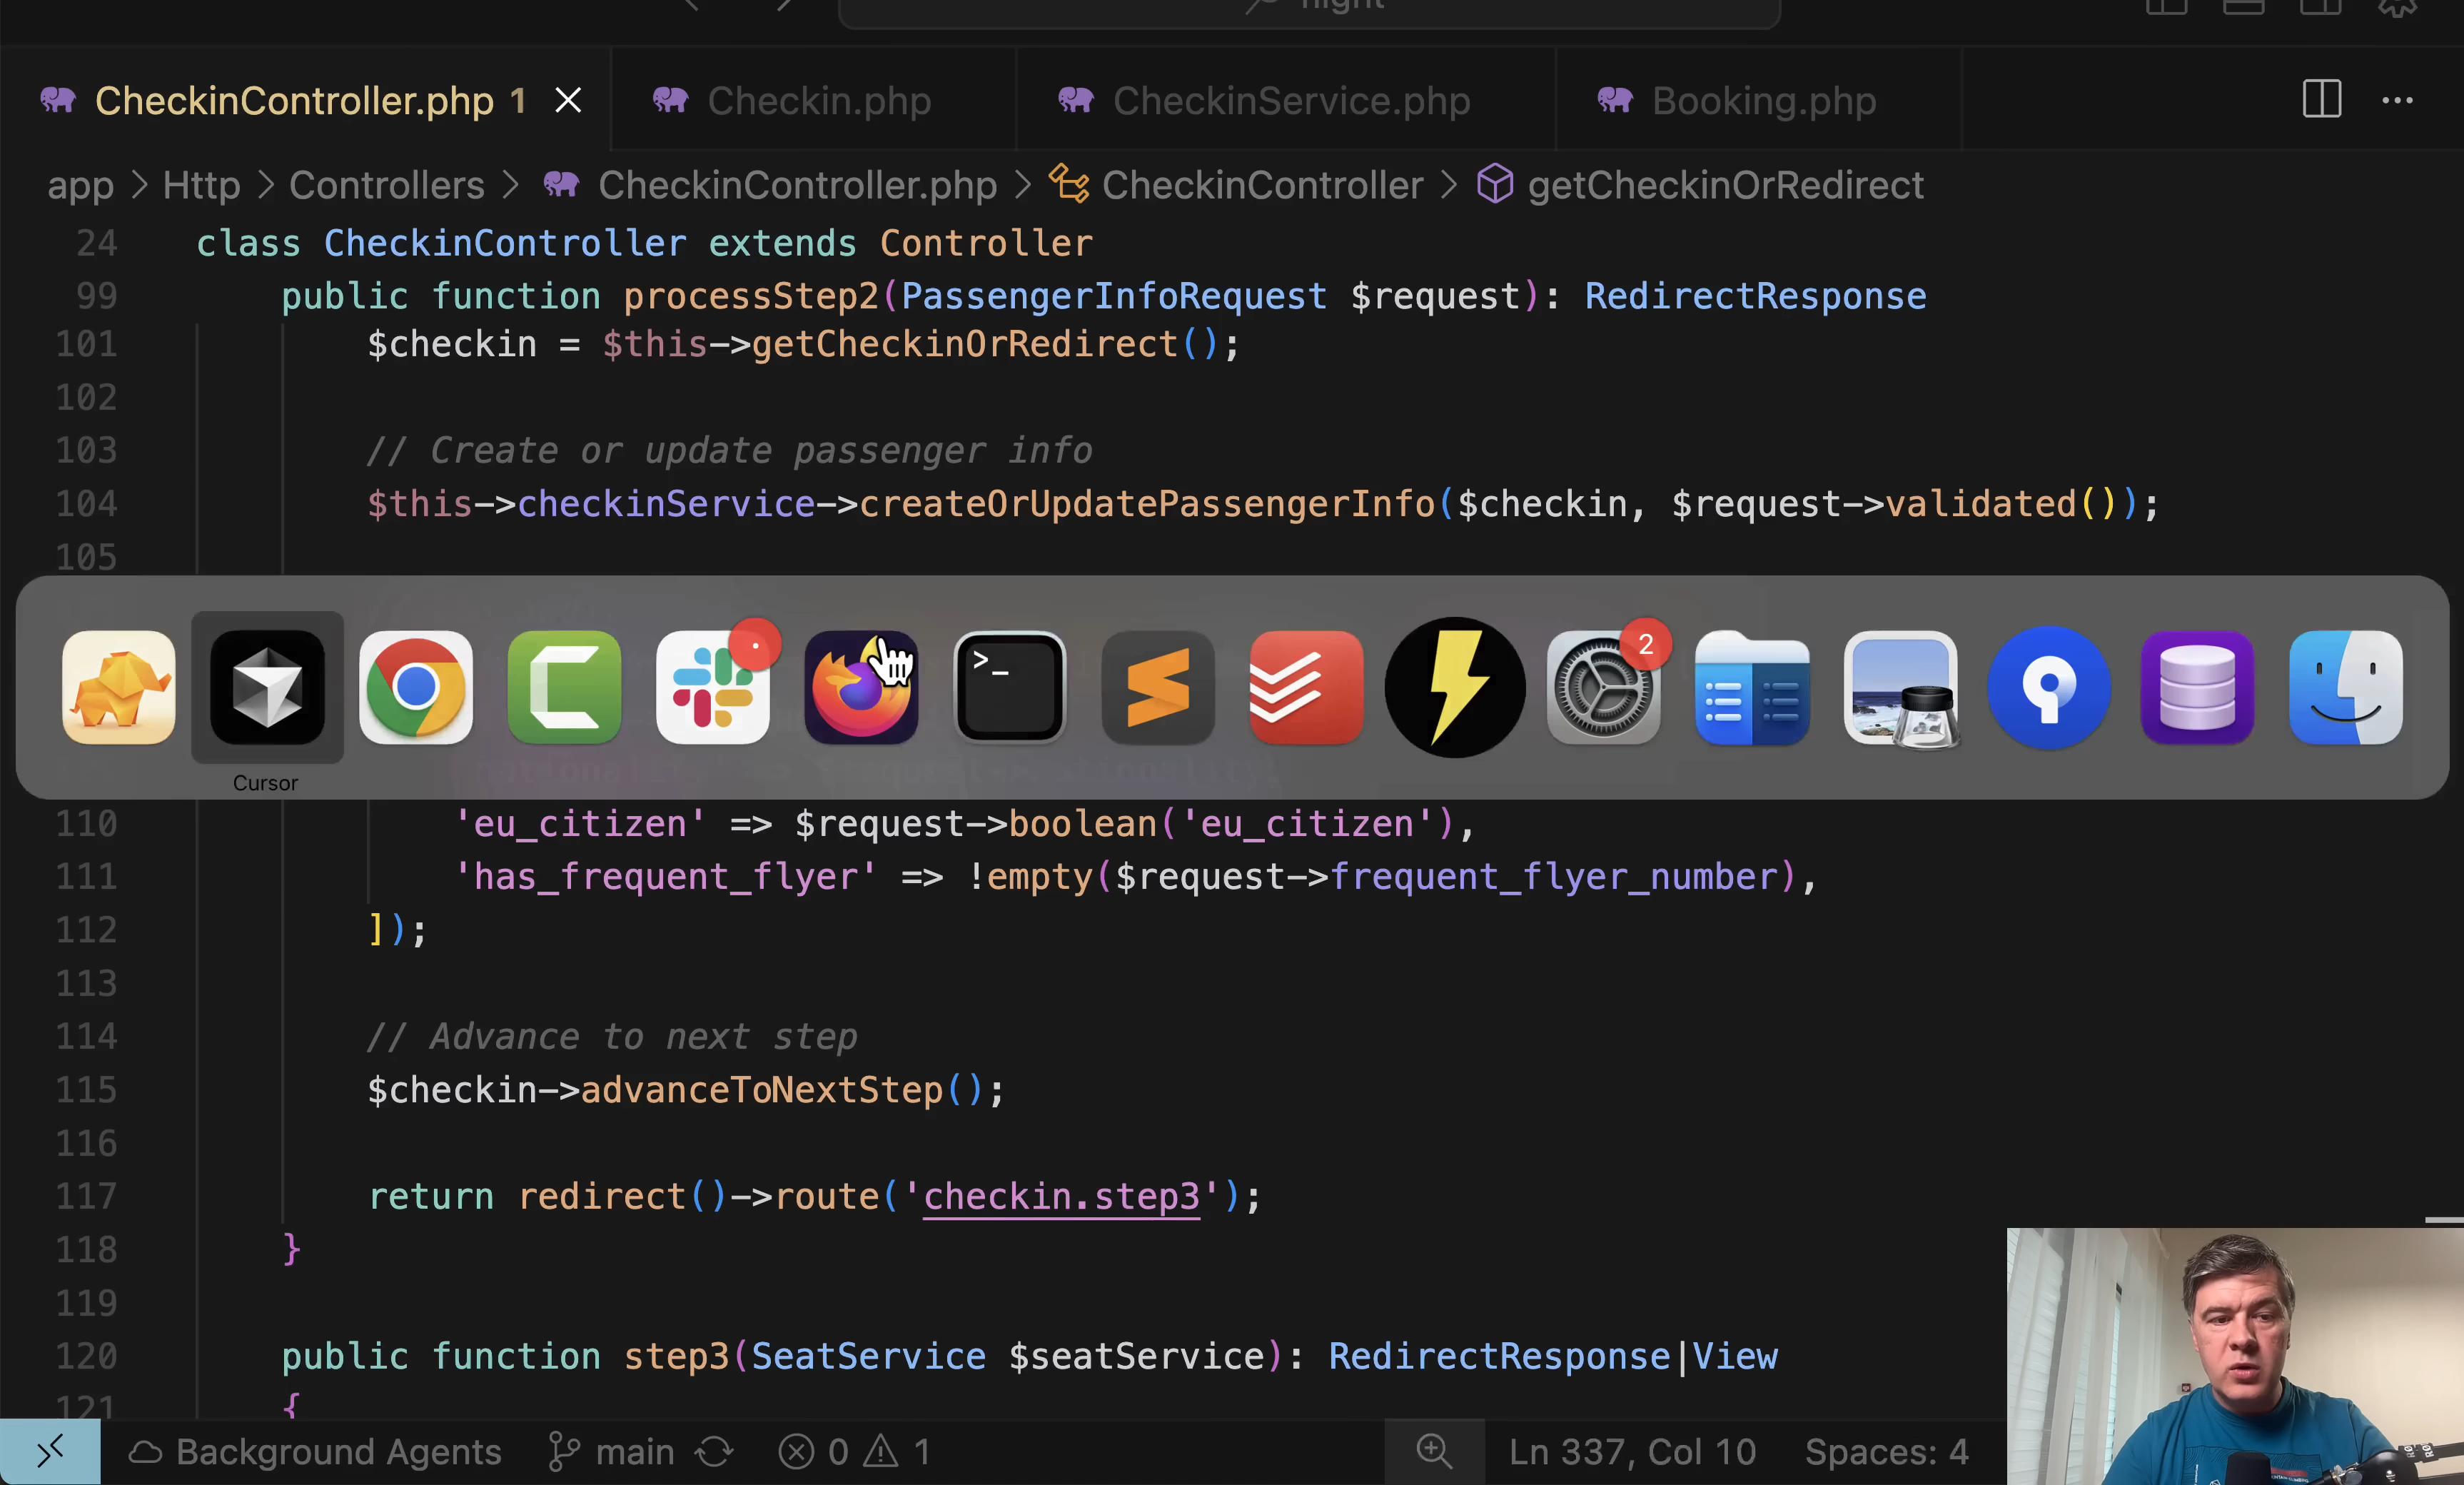 CheckinController.php 1
Checkin.php
CheckinService.php
Booking.php
app > Http > Controllers > CheckinController.php > CheckinController > getCheckinOrRedirect
24 class CheckinController extends Controller
99 public function processStep2(PassengerInfoRequest $request): RedirectResponse
101 $checkin = $this->getCheckinOrRedirect();
102
103 // Create or update passenger info
104 $this->checkinService->createOrUpdatePassengerInfo($checkin, $request->validated());
105
>_
2
Cursor
110 'eu_citizen' => $request->boolean('eu_citizen'),
111 'has_frequent_flyer' => !empty($request->frequent_flyer_number),
112 ]);
113
114 // Advance to next step
115 $checkin->advanceToNextStep();
116
117 return redirect()->route('checkin.step3');
118 }
119
120 public function step3(SeatService $seatService): RedirectResponse|View
121 {
Background Agents main 0 1 Ln 337, Col 10 Spaces: 4